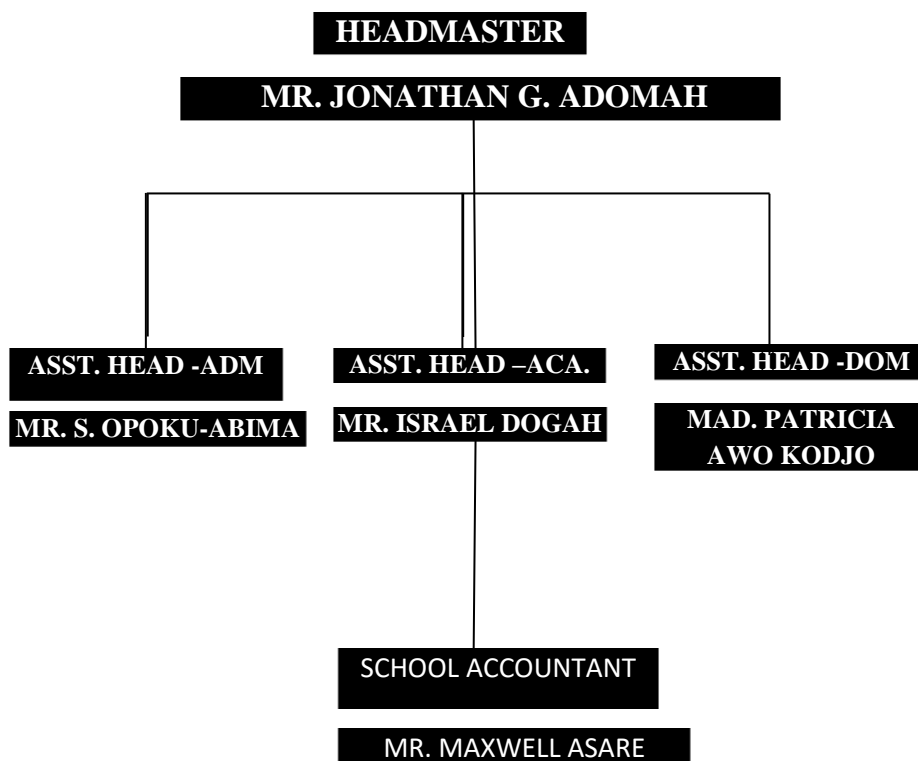 HEADMASTER
MR. JONATHAN G. ADOMAH
ASST. HEAD -ADM
MR. S. OPOKU-ABIMA
ASST. HEAD –ACA.
MR. ISRAEL DOGAH
ASST. HEAD -DOM
MAD. PATRICIA
AWO KODJO
SCHOOL ACCOUNTANT
MR. MAXWELL ASARE